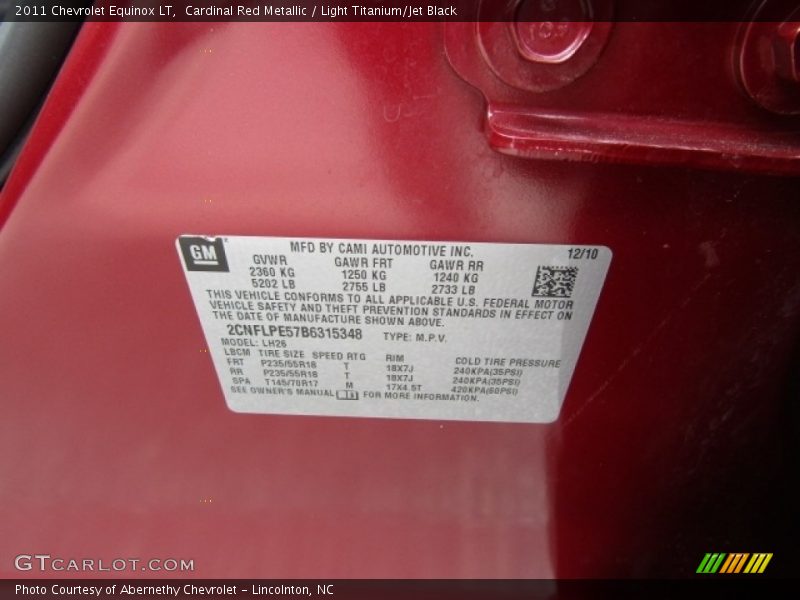 2011 Chevrolet Equinox LT, Cardinal Red Metallic / Light Titanium/Jet Black
GM
MFD BY CAMI AUTOMOTIVE INC. 12/10
GVWR GAWR FRT GAWR RR
2360 KG 1250 KG 1240 KG
5202 LB 2755 LB 2733 LB
THIS VEHICLE CONFORMS TO ALL APPLICABLE U.S. FEDERAL MOTOR
VEHICLE SAFETY AND THEFT PREVENTION STANDARDS IN EFFECT ON
THE DATE OF MANUFACTURE SHOWN ABOVE.
2CNFLPE57B6315348 TYPE: M.P.V.
MODEL: LH26
LBCM TIRE SIZE SPEED RTG RIM COLD TIRE PRESSURE
FRT P235/55R18 T 18X7J 240KPA(35PSI)
RR P235/55R18 T 18X7J 240KPA(35PSI)
SPA T145/70R17 M 17X4.5T 420KPA(60PSI)
SEE OWNER'S MANUAL FOR MORE INFORMATION.
GTCARLOT.COM
Photo Courtesy of Abernethy Chevrolet – Lincolnton, NC